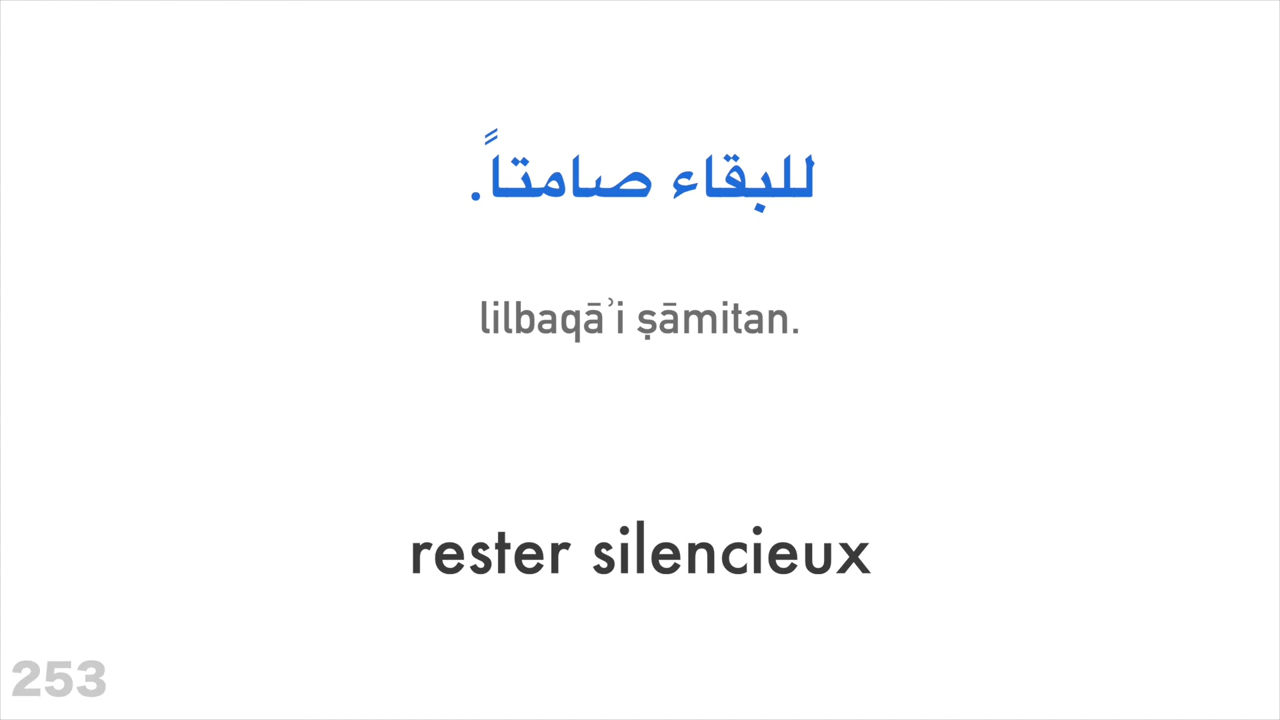 للبقاء صامتاً.
lilbaqāʾi ṣāmitan.
rester silencieux
253